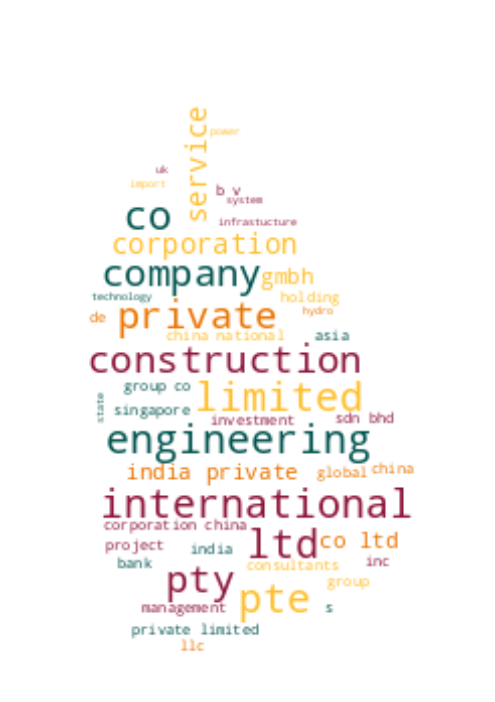 service
power
uk
import
b v
system
co
infrastucture
corporation
company
gmbh
technology
holding
de
private
hydro
china national
asia
construction
group co
limited
state
singapore
investment
sdn bhd
engineering
india private
global
china
international
corporation china
ltd
co ltd
project
india
bank
consultants
inc
pty
group
pte
management
s
private limited
llc